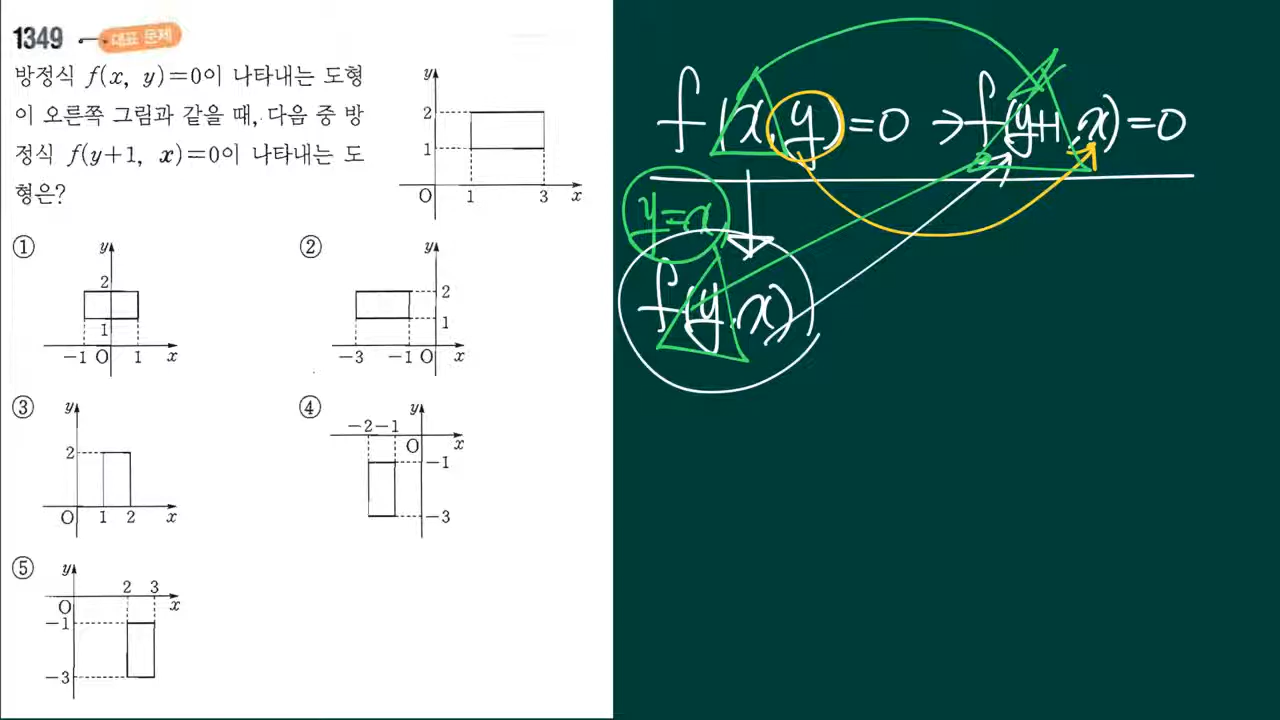 1349 대표 문제
방정식 f(x, y)=0이 나타내는 도형
이 오른쪽 그림과 같을 때, 다음 중 방
정식 f(y+1, x)=0이 나타내는 도
형은?
y
2
1
O 1 3 x
①
y
2
1
−1 O 1 x
②
y
2
1
−3 −1 O x
③
y
2
O 1 2 x
④
y
−2 −1
O x
−1
−3
⑤
y
2 3
O x
−1
−3
f(x, y)=0 → f(y+1, x)=0
y=x
f(y, x)